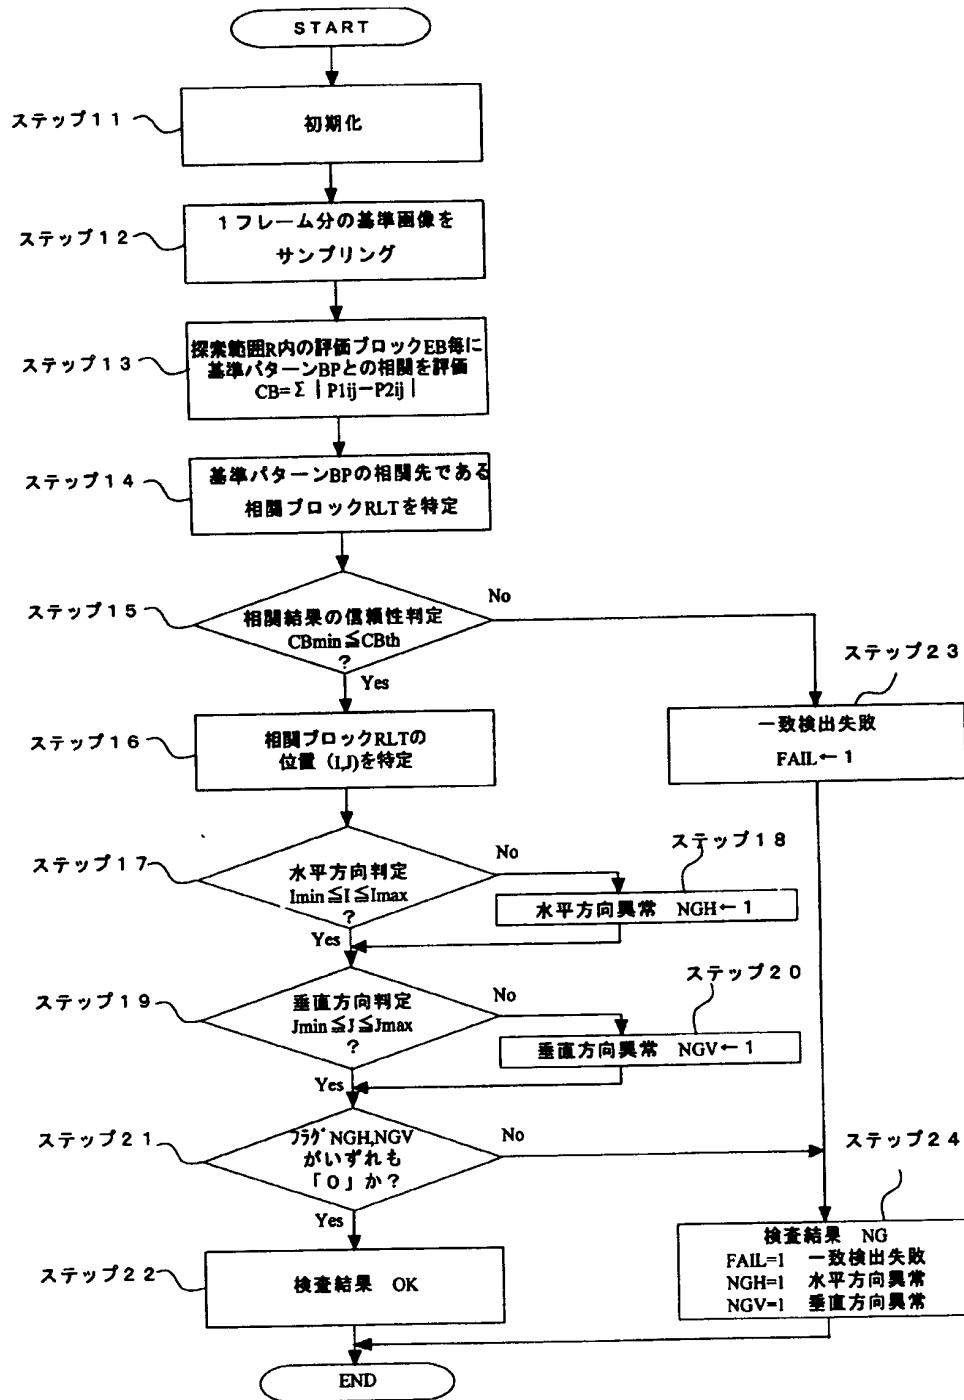 START
ステップ11
初期化
ステップ12
1フレーム分の基準画像を
サンプリング
ステップ13
探索範囲R内の評価ブロックEB毎に
基準パターンBPとの相関を評価
CB=Σ|P1ij−P2ij|
ステップ14
基準パターンBPの相関先である
相関ブロックRLTを特定
ステップ15
相関結果の信頼性判定
CBmin≦CBth
?
No
Yes
ステップ23
一致検出失敗
FAIL←1
ステップ16
相関ブロックRLTの
位置(I,J)を特定
ステップ17
水平方向判定
Imin≦I≦Imax
?
No
Yes
ステップ18
水平方向異常 NGH←1
ステップ19
垂直方向判定
Jmin≦J≦Jmax
?
No
Yes
ステップ20
垂直方向異常 NGV←1
ステップ21
フラグNGH,NGV
がいずれも
「0」か?
No
Yes
ステップ22
検査結果 OK
ステップ24
検査結果 NG
FAIL=1 一致検出失敗
NGH=1 水平方向異常
NGV=1 垂直方向異常
END